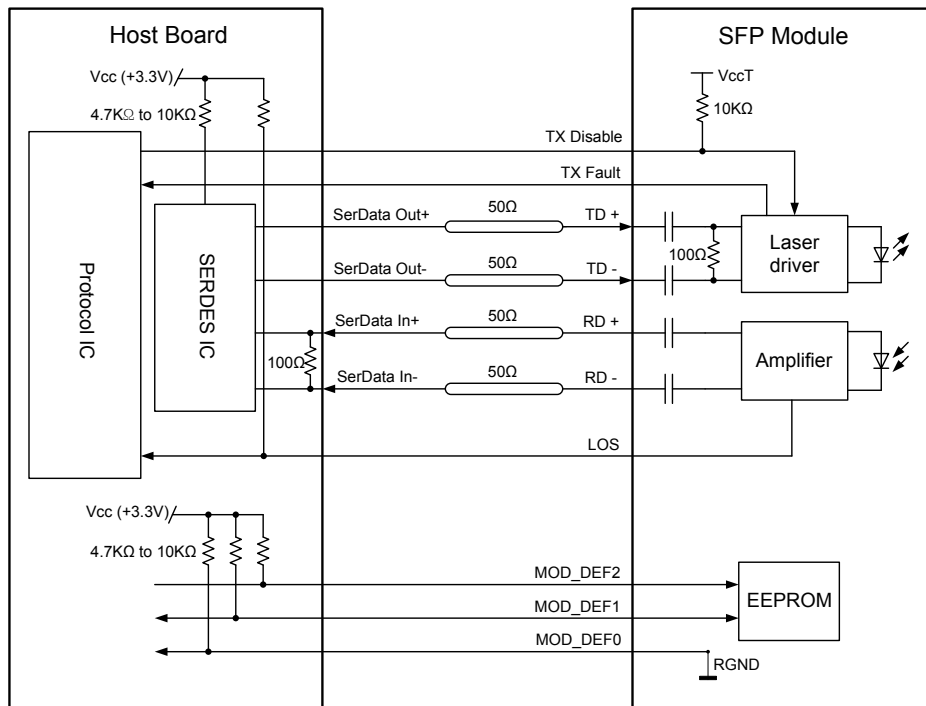 Host Board
SFP Module
Vcc (+3.3V)
VccT
4.7KΩ to 10KΩ
10KΩ
TX Disable
TX Fault
SerData Out+
50Ω
TD +
Laser
driver
100Ω
SerData Out-
50Ω
TD -
Protocol IC
SERDES IC
SerData In+
50Ω
RD +
100Ω
Amplifier
SerData In-
50Ω
RD -
LOS
Vcc (+3.3V)
4.7KΩ to 10KΩ
MOD_DEF2
EEPROM
MOD_DEF1
MOD_DEF0
RGND